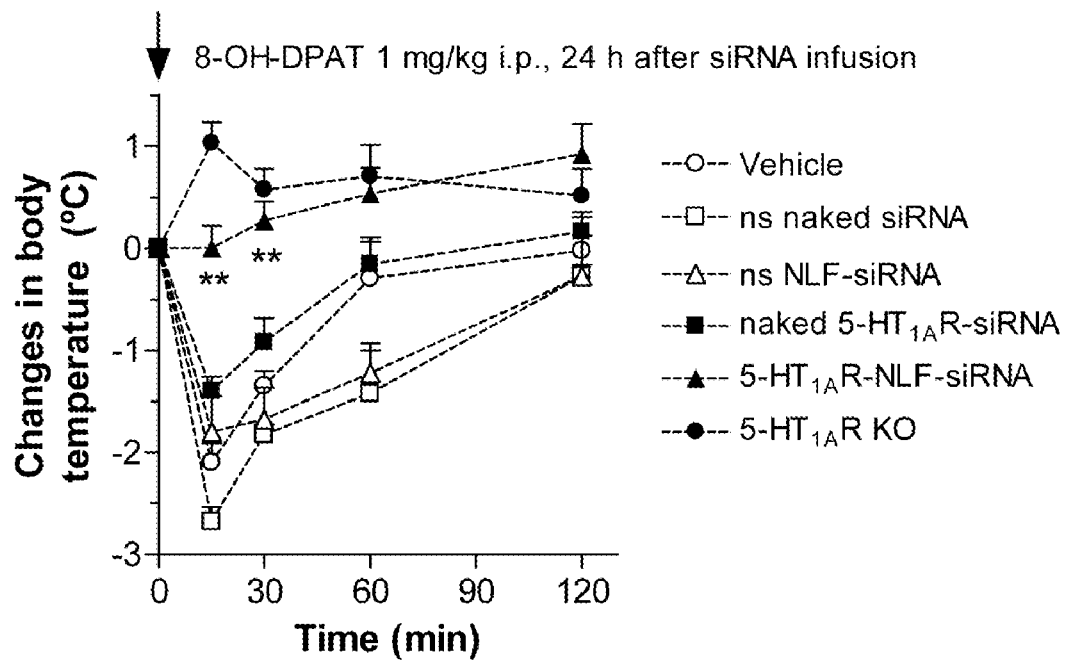 8-OH-DPAT 1 mg/kg i.p., 24 h after siRNA infusion
Changes in body
temperature (ºC)
1
0
-1
-2
-3
**
**
0 30 60 90 120
Time (min)
Vehicle
ns naked siRNA
ns NLF-siRNA
naked 5-HT1AR-siRNA
5-HT1AR-NLF-siRNA
5-HT1AR KO